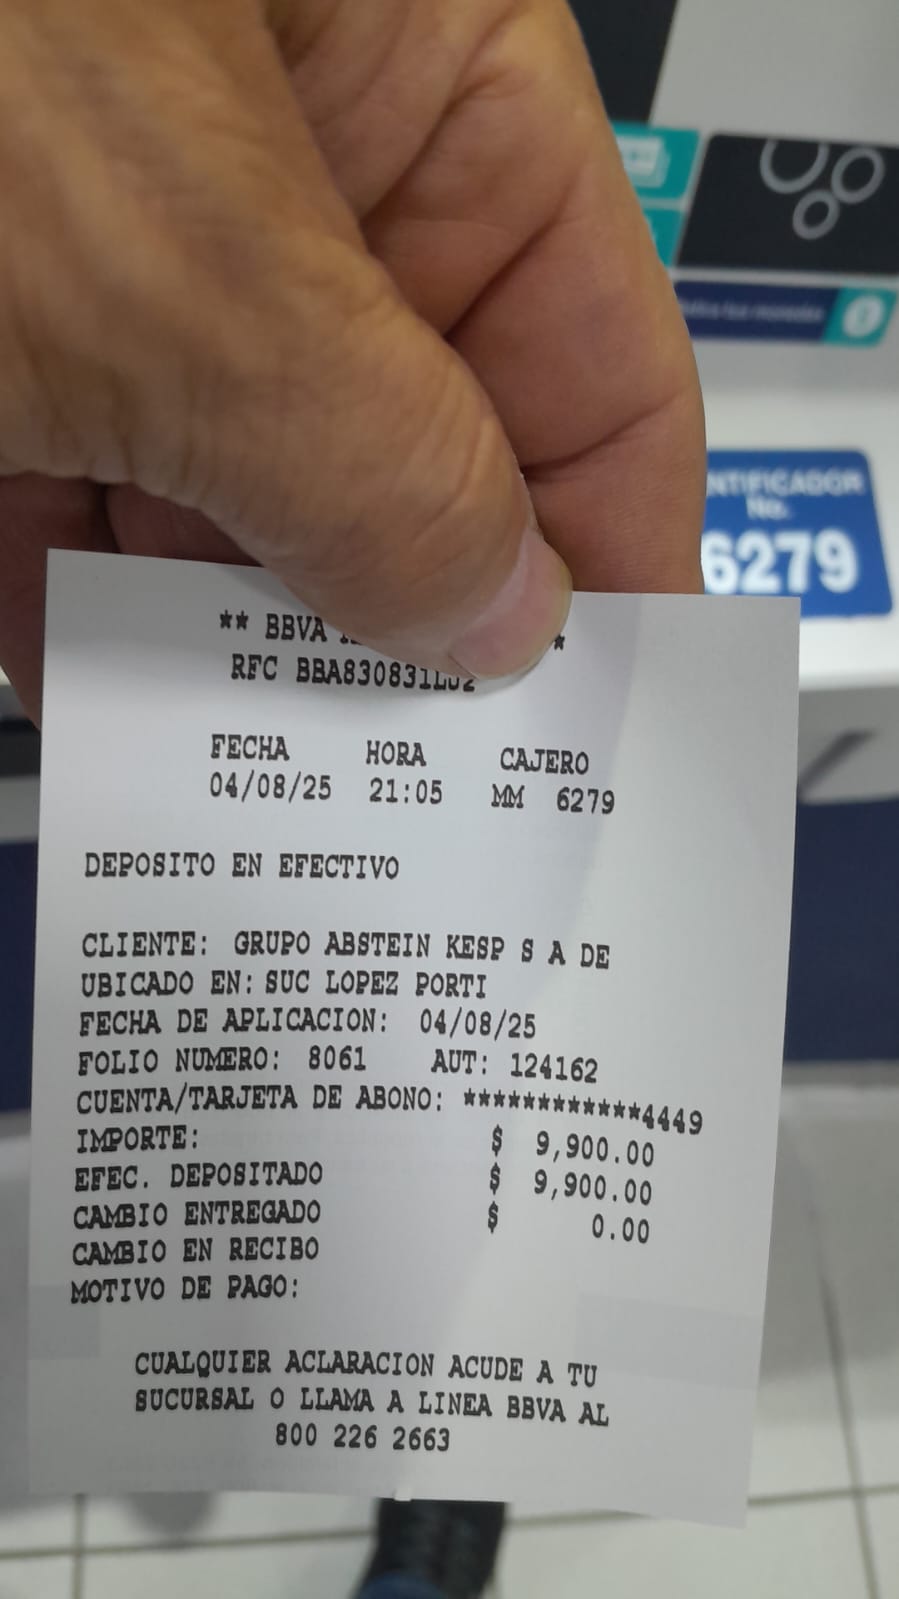 NTIFICADOR
No.
6279
** BBVA *
RFC BBA830831LJ2
FECHA HORA CAJERO
04/08/25 21:05 MM 6279
DEPOSITO EN EFECTIVO
CLIENTE: GRUPO ABSTEIN KESP S A DE
UBICADO EN: SUC LOPEZ PORTI
FECHA DE APLICACION: 04/08/25
FOLIO NUMERO: 8061 AUT: 124162
CUENTA/TARJETA DE ABONO: ************4449
IMPORTE: $ 9,900.00
EFEC. DEPOSITADO $ 9,900.00
CAMBIO ENTREGADO $ 0.00
CAMBIO EN RECIBO
MOTIVO DE PAGO:
CUALQUIER ACLARACION ACUDE A TU
SUCURSAL O LLAMA A LINEA BBVA AL
800 226 2663